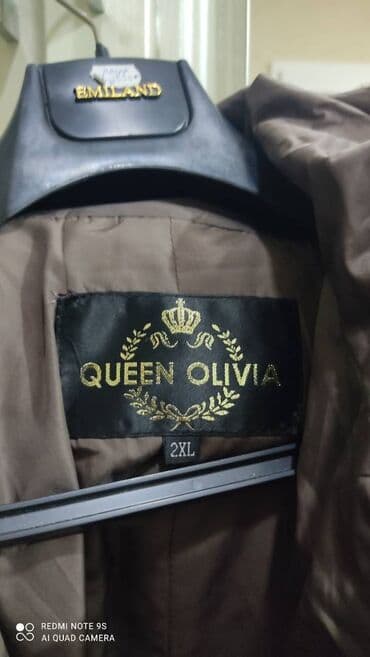 EMILAND
QUEEN OLIVIA
2XL
REDMI NOTE 9S
AI QUAD CAMERA